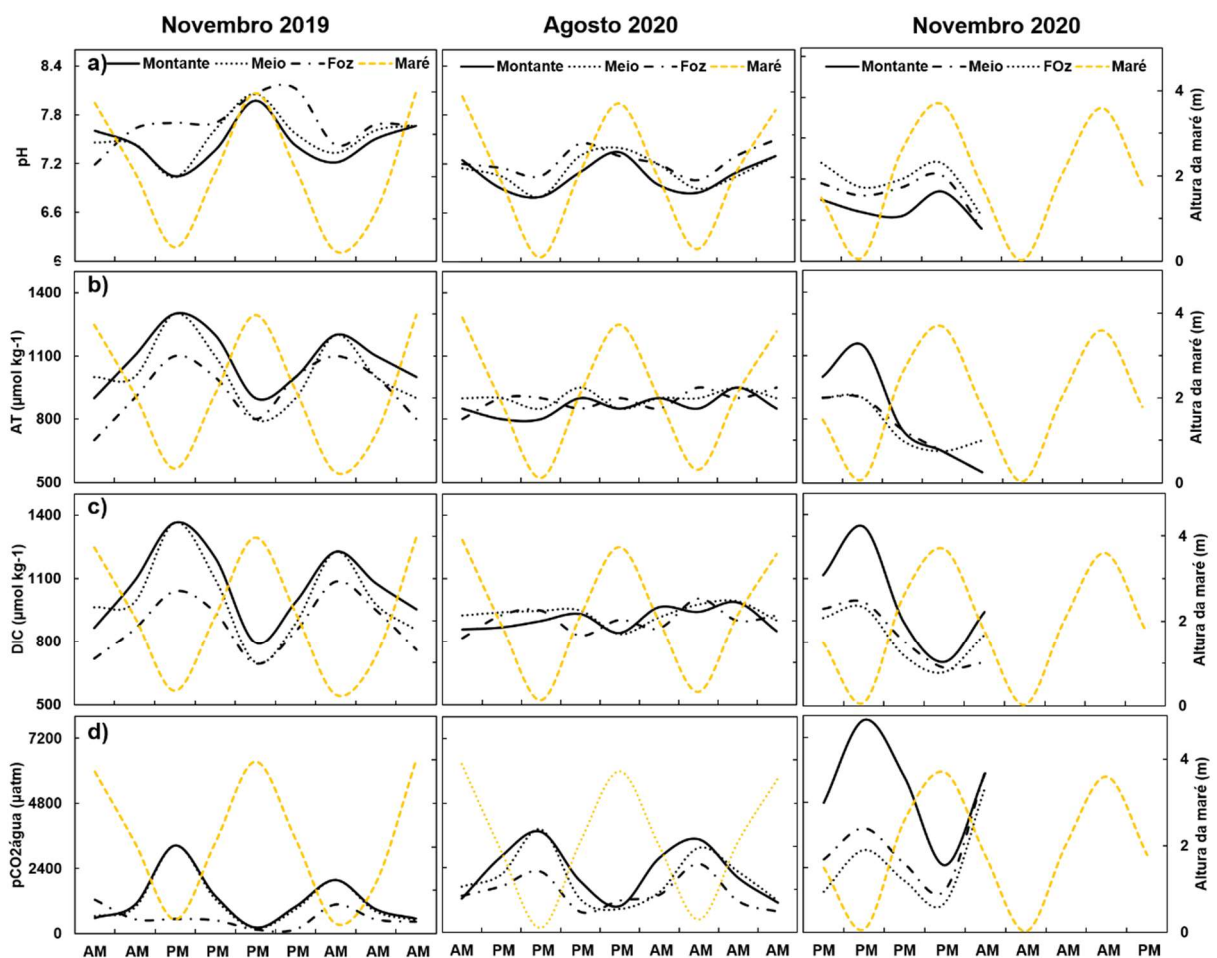 Novembro 2019 Agosto 2020 Novembro 2020
a) Montante Meio Foz Maré Montante Meio Foz Maré Montante Meio FOz Maré
8.4
7.8
7.2
6.6
6
pH
4
2
0
Altura da maré (m)
b)
1400
1100
800
500
AT (µmol kg-1)
4
2
0
Altura da maré (m)
c)
1400
1100
800
500
DIC (µmol kg-1)
4
2
0
Altura da maré (m)
d)
7200
4800
2400
0
pCO2água (µatm)
4
2
0
Altura da maré (m)
AM AM PM PM PM PM AM AM AM AM PM PM PM PM AM AM AM AM PM PM PM PM AM AM AM AM PM